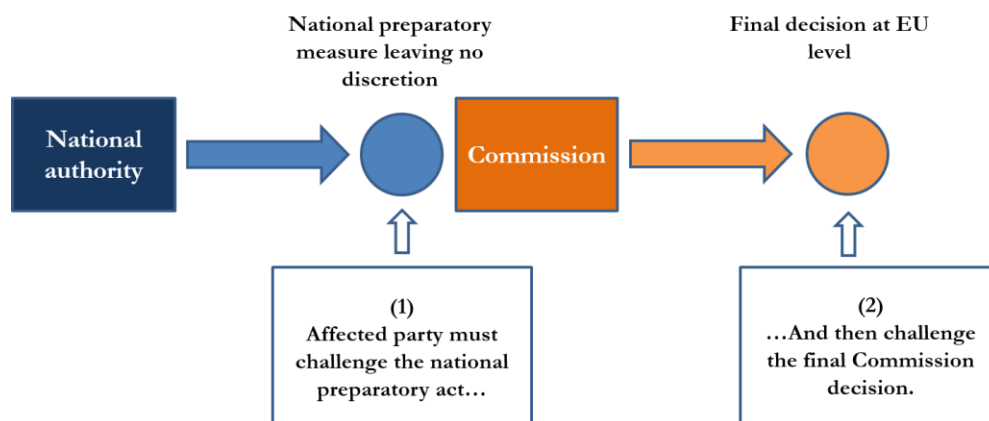 National preparatory
measure leaving no
discretion
Final decision at EU
level
National
authority
Commission
(1)
Affected party must
challenge the national
preparatory act…
(2)
…And then challenge
the final Commission
decision.